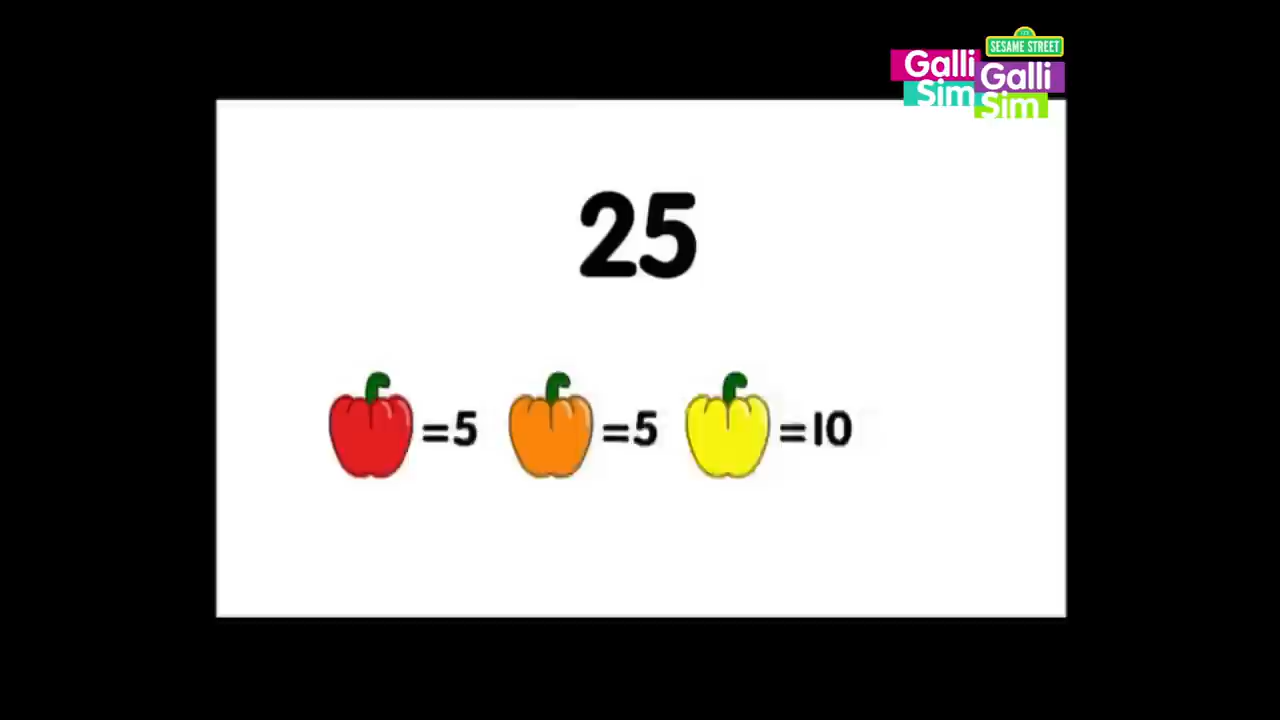 SESAME STREET
Galli Galli
Sim Sim
25
=5 =5 =10